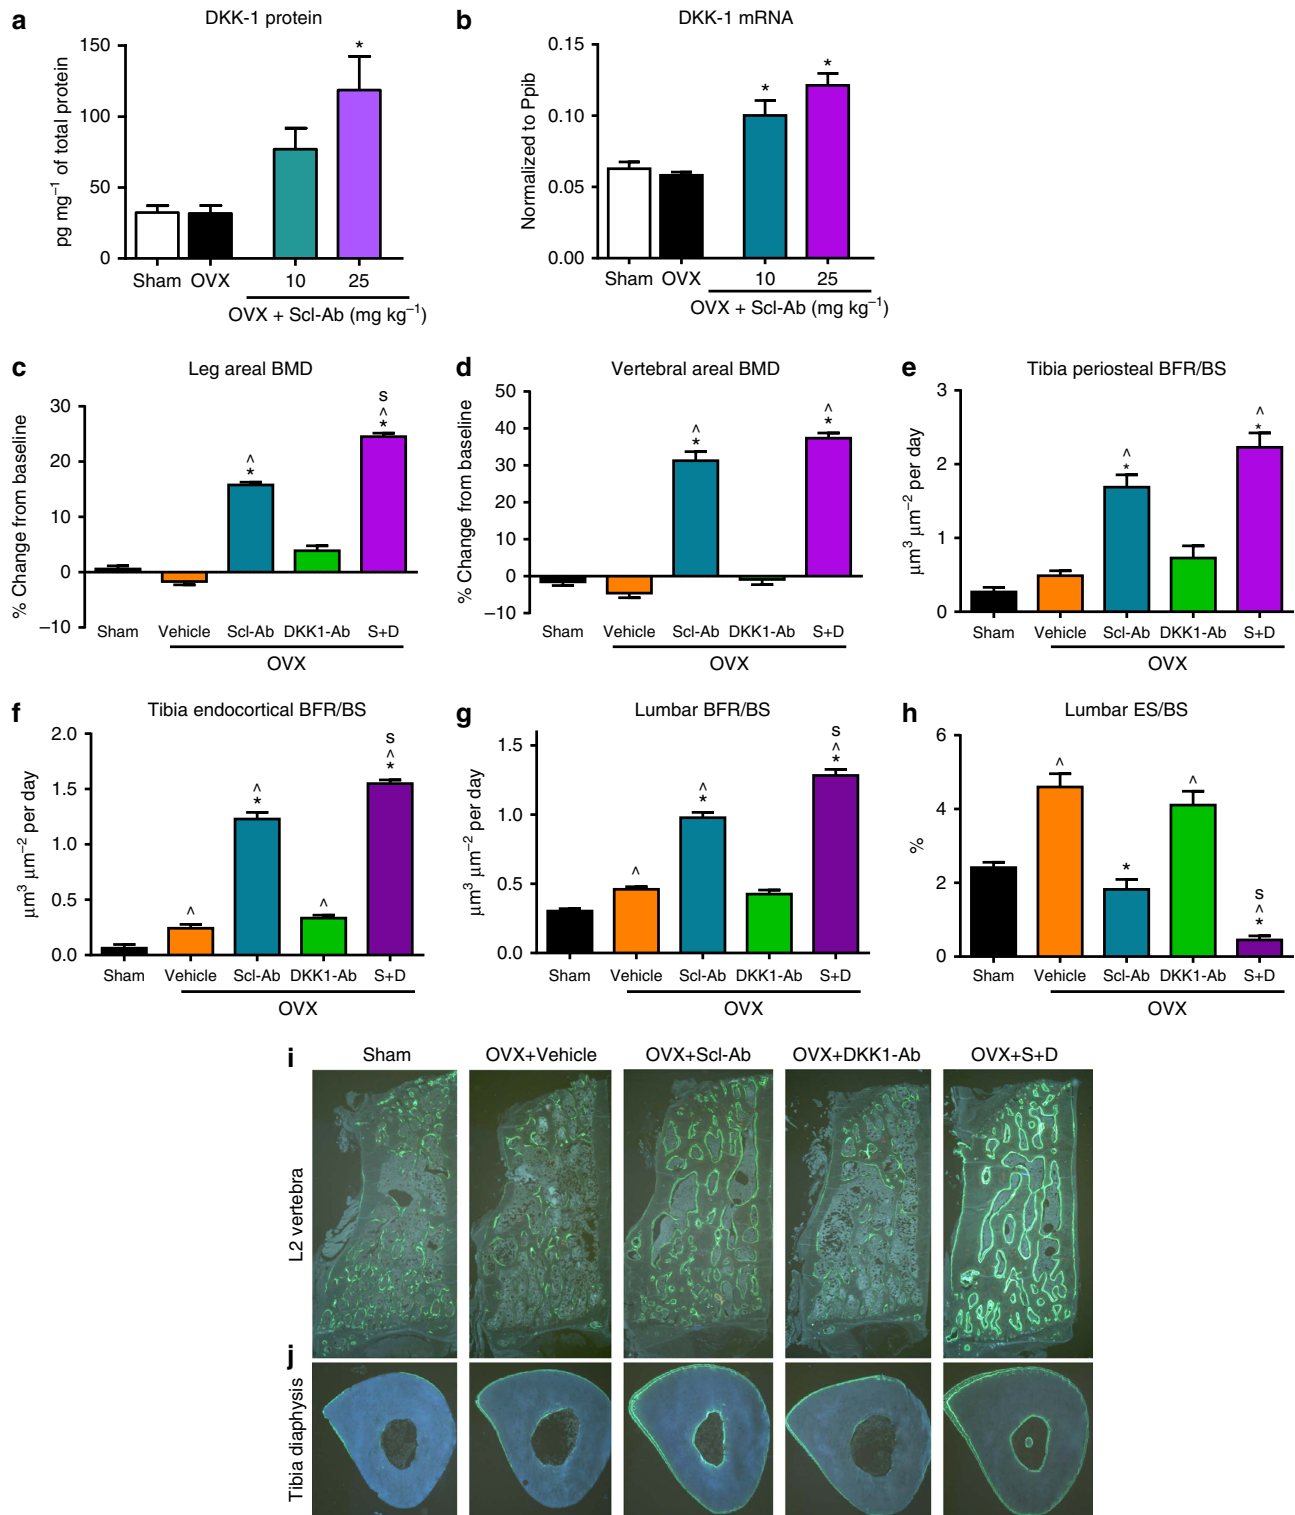 a
DKK-1 protein
150
100
50
0
pg mg⁻¹ of total protein
*
Sham
OVX
10
25
OVX + Scl-Ab (mg kg⁻¹)
b
DKK-1 mRNA
0.15
0.10
0.05
0.00
Normalized to Ppib
*
*
Sham
OVX
10
25
OVX + Scl-Ab (mg kg⁻¹)
c
Leg areal BMD
30
20
10
0
−10
% Change from baseline
^
*
S
^
*
Sham
Vehicle
Scl-Ab
DKK1-Ab
S+D
OVX
d
Vertebral areal BMD
50
40
30
20
10
0
−10
% Change from baseline
^
*
^
*
Sham
Vehicle
Scl-Ab
DKK1-Ab
S+D
OVX
e
Tibia periosteal BFR/BS
3
2
1
0
µm³ µm⁻² per day
^
*
^
*
Sham
Vehicle
Scl-Ab
DKK1-Ab
S+D
OVX
f
Tibia endocortical BFR/BS
2.0
1.5
1.0
0.5
0.0
µm³ µm⁻² per day
^
^
*
^
S
^
*
Sham
Vehicle
Scl-Ab
DKK1-Ab
S+D
OVX
g
Lumbar BFR/BS
1.5
1.0
0.5
0.0
µm³ µm⁻² per day
^
^
*
S
^
*
Sham
Vehicle
Scl-Ab
DKK1-Ab
S+D
OVX
h
Lumbar ES/BS
6
4
2
0
%
^
*
^
S
^
*
Sham
Vehicle
Scl-Ab
DKK1-Ab
S+D
OVX
i
Sham
OVX+Vehicle
OVX+Scl-Ab
OVX+DKK1-Ab
OVX+S+D
L2 vertebra
j
Tibia diaphysis